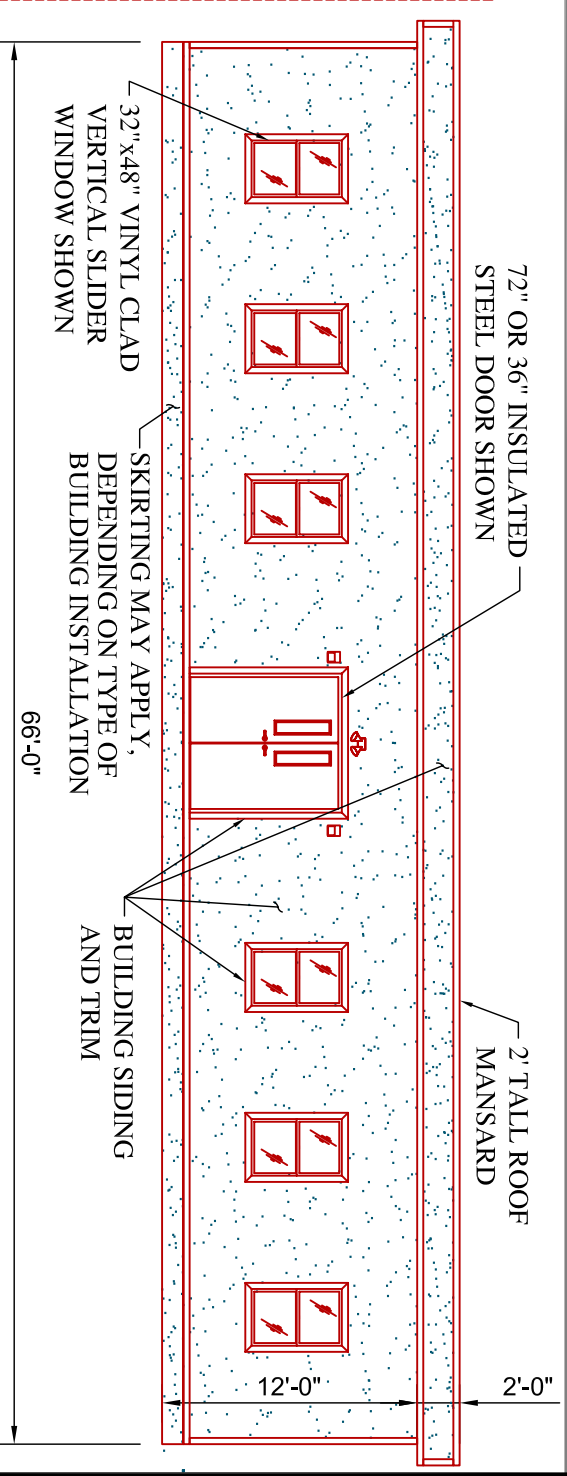 72" OR 36" INSULATED
STEEL DOOR SHOWN
2' TALL ROOF
MANSARD
2'-0"
12'-0"
32"x48" VINYL CLAD
VERTICAL SLIDER
WINDOW SHOWN
SKIRTING MAY APPLY,
DEPENDING ON TYPE OF
BUILDING INSTALLATION
BUILDING SIDING
AND TRIM
66'-0"